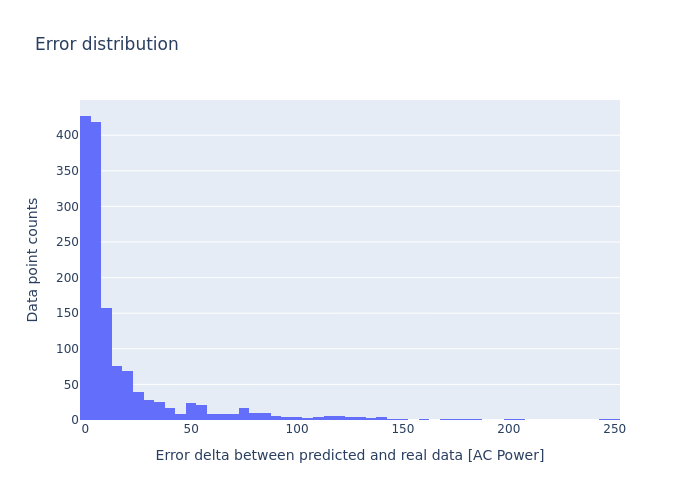 Error distribution
Data point counts
400
350
300
250
200
150
100
50
0
0 50 100 150 200 250
Error delta between predicted and real data [AC Power]